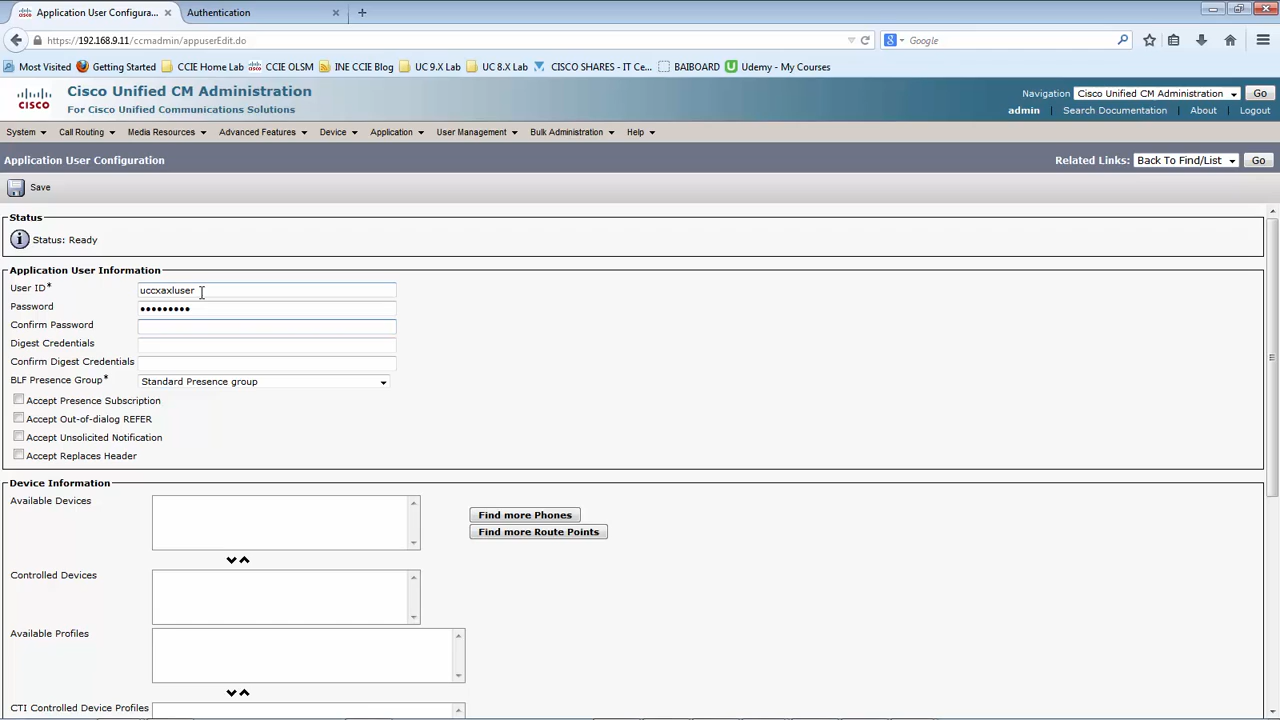 Application User Configura...
Authentication
https://192.168.9.11/ccmadmin/appuserEdit.do
Google
Most Visited Getting Started CCIE Home Lab CCIE OLSM INE CCIE Blog UC 9.X Lab UC 8.X Lab CISCO SHARES - IT Ce... BAIBOARD Udemy - My Courses
CISCO
Cisco Unified CM Administration
For Cisco Unified Communications Solutions
Navigation Cisco Unified CM Administration Go
admin Search Documentation About Logout
System Call Routing Media Resources Advanced Features Device Application User Management Bulk Administration Help
Application User Configuration
Related Links: Back To Find/List Go
Save
Status
Status: Ready
Application User Information
User ID* uccxaxluser
Password •••••••••
Confirm Password
Digest Credentials
Confirm Digest Credentials
BLF Presence Group* Standard Presence group
Accept Presence Subscription
Accept Out-of-dialog REFER
Accept Unsolicited Notification
Accept Replaces Header
Device Information
Available Devices
Find more Phones
Find more Route Points
Controlled Devices
Available Profiles
CTI Controlled Device Profiles